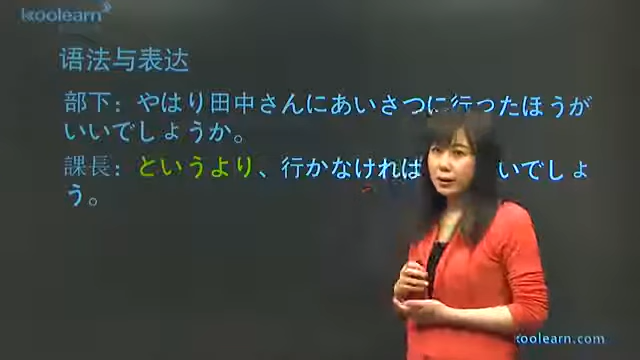 koolearn
语法与表达
部下：やはり田中さんにあいさつに行ったほうが
いいでしょうか。
課長：というより、行かなければ いでしょ
う。
koolearn.com